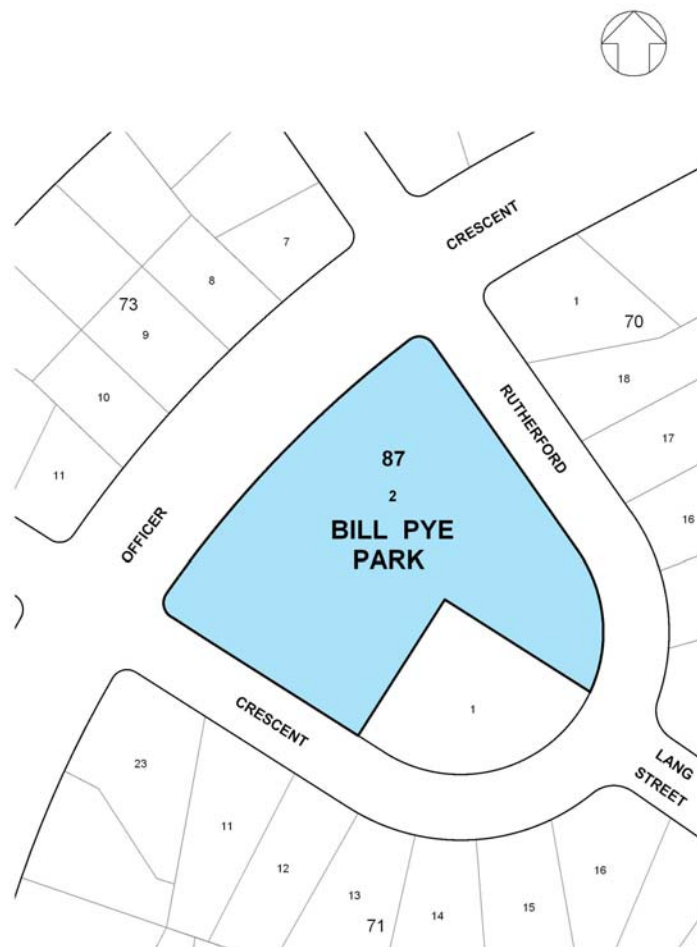 CRESCENT
7
8
73
9
10
11
1
70
18
17
16
RUTHERFORD
87
2
BILL PYE
PARK
OFFICER
CRESCENT
1
LANG
STREET
23
11
12
13
71
14
15
16